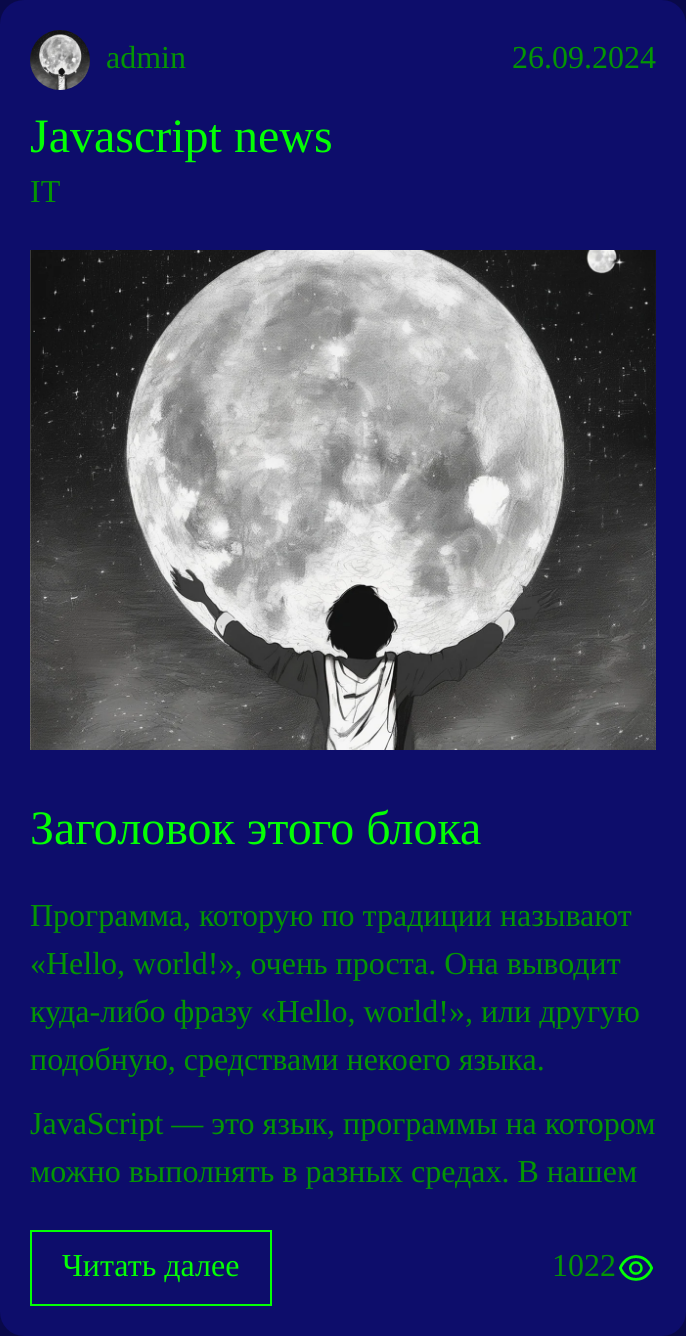 admin 26.09.2024
Javascript news
IT
Заголовок этого блока
Программа, которую по традиции называют
«Hello, world!», очень проста. Она выводит
куда-либо фразу «Hello, world!», или другую
подобную, средствами некоего языка.
JavaScript — это язык, программы на котором
можно выполнять в разных средах. В нашем
Читать далее 1022